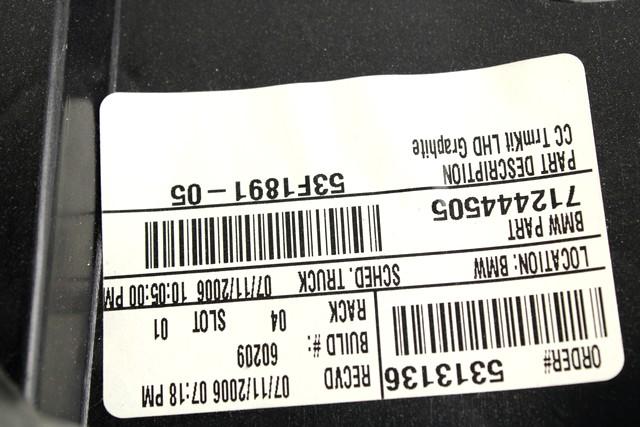 ORDER# 5313136
RECVD 07/11/2006 07:18 PM
BUILD #: 60209
RACK 04 SLOT 01
LOCATION: BMW SCHED. TRUCK 07/11/2006 10:05:00 PM
BMW PART
712444505
PART DESCRIPTION 53F1891-05
CC TrmKit LHD Graphite